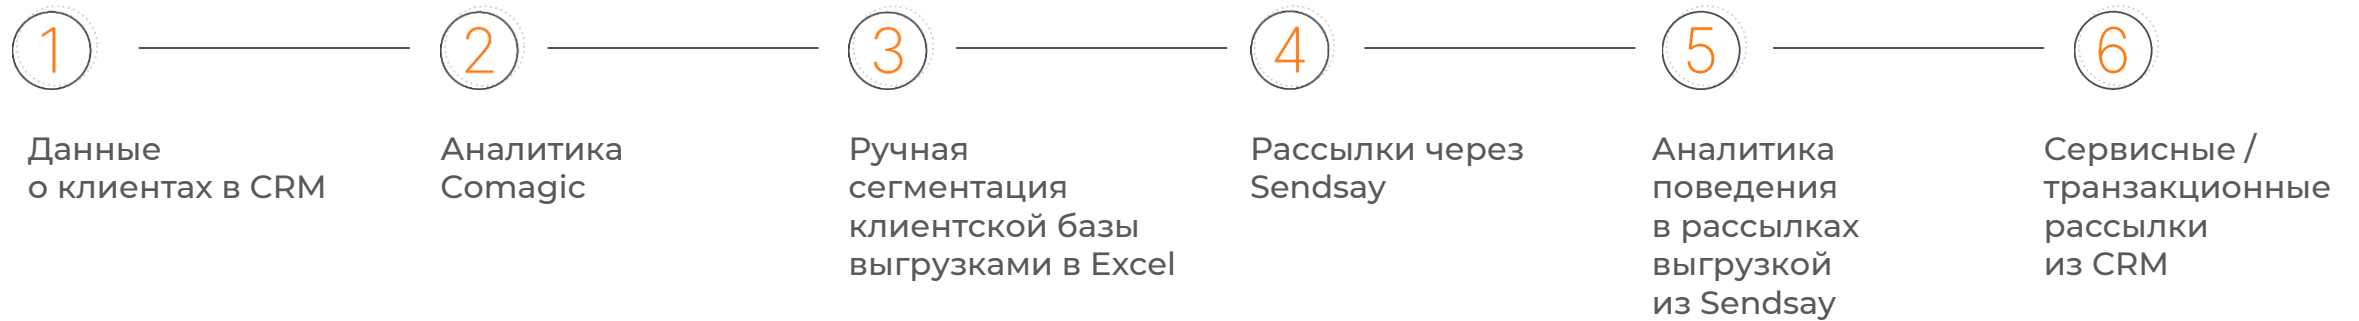 1
2
3
4
5
6
Данные
о клиентах в CRM
Аналитика
Comagic
Ручная
сегментация
клиентской базы
выгрузками в Excel
Рассылки через
Sendsay
Аналитика
поведения
в рассылках
выгрузкой
из Sendsay
Сервисные /
транзакционные
рассылки
из CRM